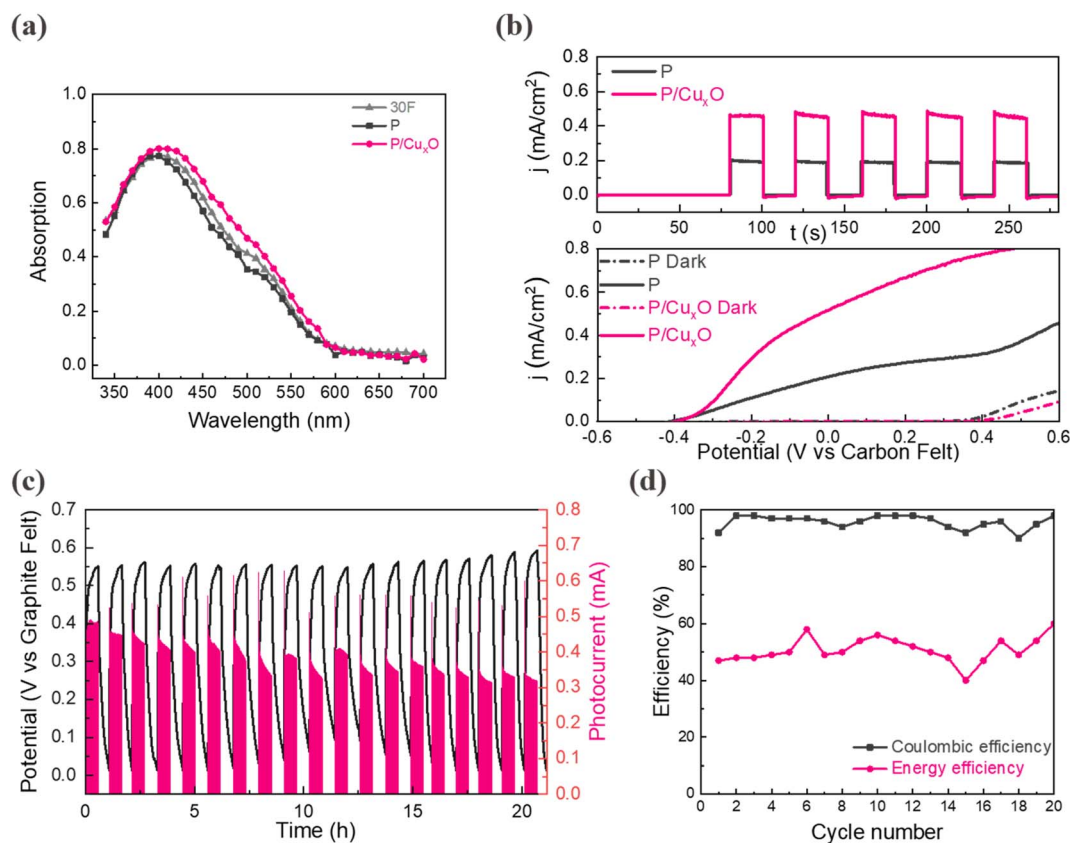 (a)
1.0
0.8
0.6
0.4
0.2
0.0
Absorption
30F
P
P/CuxO
350 400 450 500 550 600 650 700
Wavelength (nm)
(b)
0.8
0.6
0.4
0.2
0.0
j (mA/cm²)
P
P/CuxO
0 50 100 150 200 250
t (s)
0.8
0.6
0.4
0.2
0.0
j (mA/cm²)
P Dark
P
P/CuxO Dark
P/CuxO
-0.6 -0.4 -0.2 0.0 0.2 0.4 0.6
Potential (V vs Carbon Felt)
(c)
0.7
0.6
0.5
0.4
0.3
0.2
0.1
0.0
Potential (V vs Graphite Felt)
0.8
0.7
0.6
0.5
0.4
0.3
0.2
0.1
0.0
Photocurrent (mA)
0 5 10 15 20
Time (h)
(d)
100
80
60
40
20
0
Efficiency (%)
Coulombic efficiency
Energy efficiency
0 2 4 6 8 10 12 14 16 18 20
Cycle number